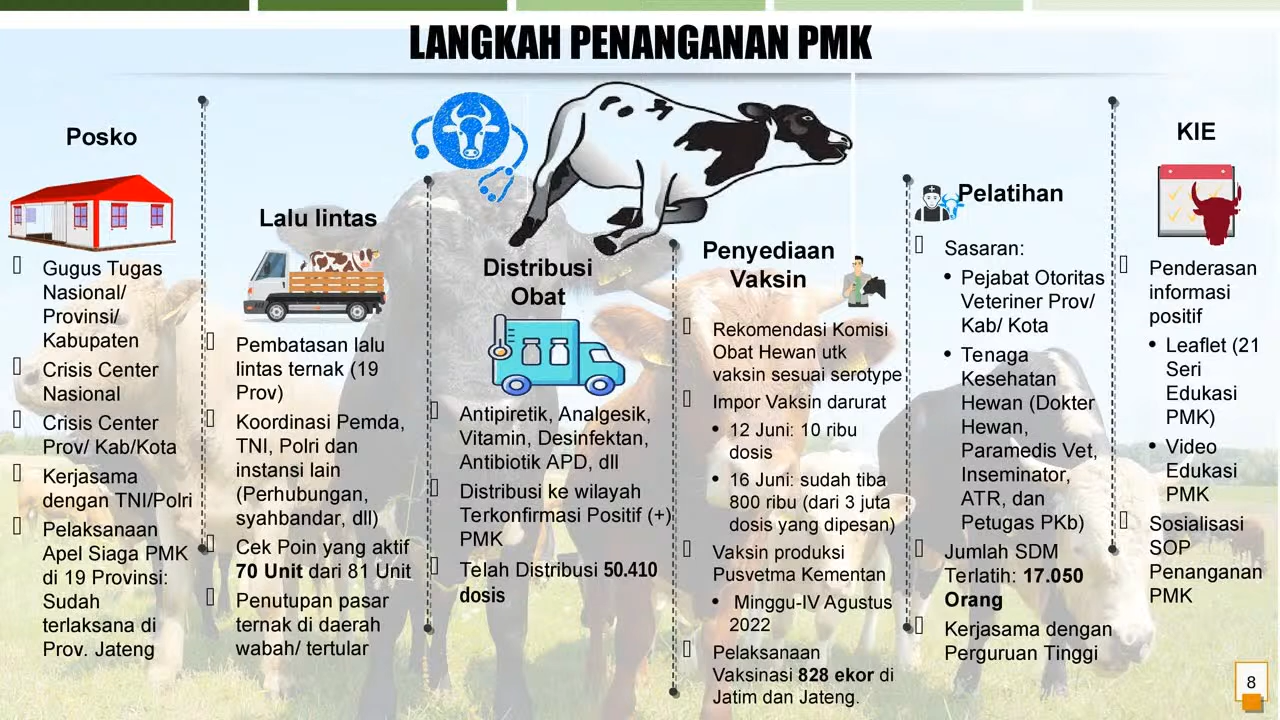 LANGKAH PENANGANAN PMK
Posko
Gugus Tugas
Nasional/
Provinsi/
Kabupaten
Crisis Center
Nasional
Crisis Center
Prov/ Kab/Kota
Kerjasama
dengan TNI/Polri
Pelaksanaan
Apel Siaga PMK
di 19 Provinsi:
Sudah
terlaksana di
Prov. Jateng
Lalu lintas
Pembatasan lalu
lintas ternak (19
Prov)
Koordinasi Pemda,
TNI, Polri dan
instansi lain
(Perhubungan,
syahbandar, dll)
Cek Poin yang aktif
70 Unit dari 81 Unit
Penutupan pasar
ternak di daerah
wabah/ tertular
Distribusi
Obat
Antipiretik, Analgesik,
Vitamin, Desinfektan,
Antibiotik APD, dll
Distribusi ke wilayah
Terkonfirmasi Positif (+)
PMK
Telah Distribusi 50.410
dosis
Penyediaan
Vaksin
Rekomendasi Komisi
Obat Hewan utk
vaksin sesuai serotype
Impor Vaksin darurat
• 12 Juni: 10 ribu
dosis
• 16 Juni: sudah tiba
800 ribu (dari 3 juta
dosis yang dipesan)
Vaksin produksi
Pusvetma Kementan
• Minggu-IV Agustus
2022
Pelaksanaan
Vaksinasi 828 ekor di
Jatim dan Jateng.
Pelatihan
Sasaran:
• Pejabat Otoritas
Veteriner Prov/
Kab/ Kota
• Tenaga
Kesehatan
Hewan (Dokter
Hewan,
Paramedis Vet,
Inseminator,
ATR, dan
Petugas PKb)
Jumlah SDM
Terlatih: 17.050
Orang
Kerjasama dengan
Perguruan Tinggi
KIE
Penderasan
informasi
positif
• Leaflet (21
Seri
Edukasi
PMK)
• Video
Edukasi
PMK
Sosialisasi
SOP
Penanganan
PMK
8